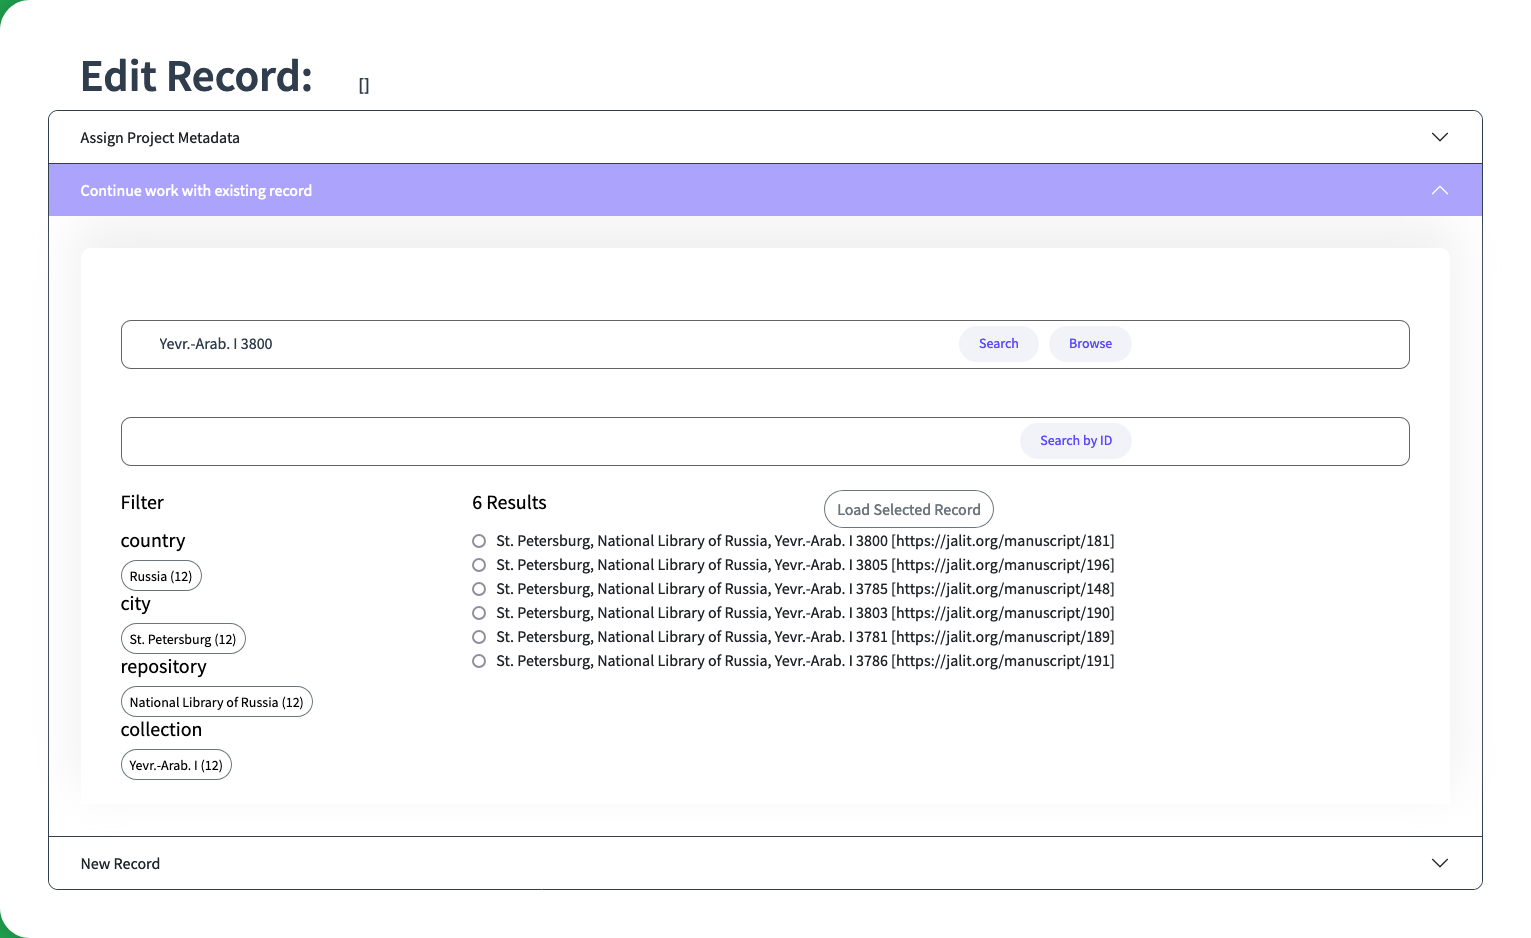 Edit Record: []
Assign Project Metadata
Continue work with existing record
Yevr.-Arab. I 3800 Search Browse
Search by ID
Filter
country
Russia (12)
city
St. Petersburg (12)
repository
National Library of Russia (12)
collection
Yevr.-Arab. I (12)
6 Results Load Selected Record
St. Petersburg, National Library of Russia, Yevr.-Arab. I 3800 [https://jalit.org/manuscript/181]
St. Petersburg, National Library of Russia, Yevr.-Arab. I 3805 [https://jalit.org/manuscript/196]
St. Petersburg, National Library of Russia, Yevr.-Arab. I 3785 [https://jalit.org/manuscript/148]
St. Petersburg, National Library of Russia, Yevr.-Arab. I 3803 [https://jalit.org/manuscript/190]
St. Petersburg, National Library of Russia, Yevr.-Arab. I 3781 [https://jalit.org/manuscript/189]
St. Petersburg, National Library of Russia, Yevr.-Arab. I 3786 [https://jalit.org/manuscript/191]
New Record